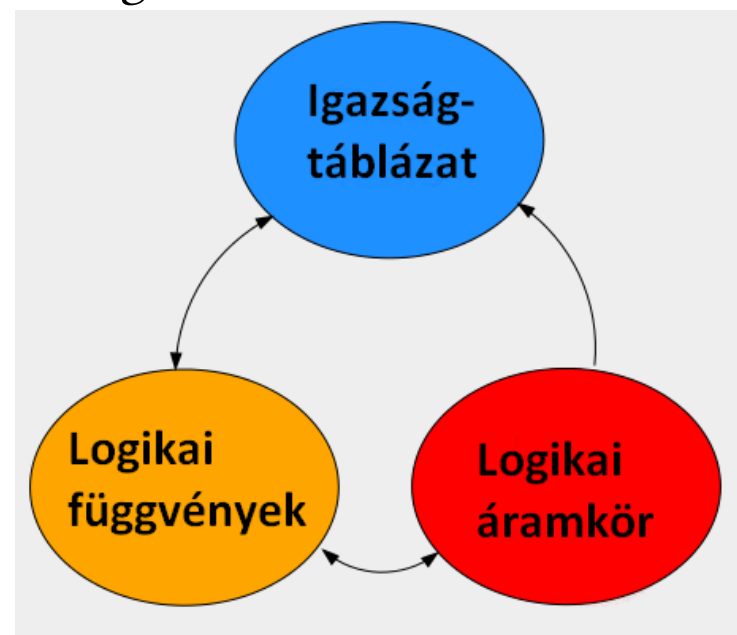 Igazság-
táblázat
Logikai
függvények
Logikai
áramkör